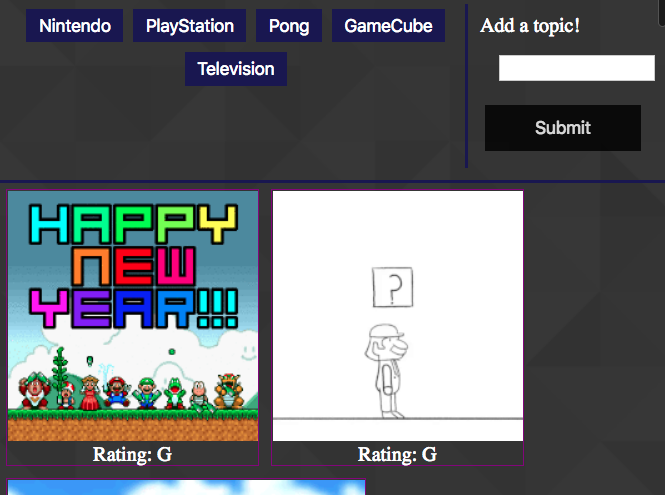 Nintendo PlayStation Pong GameCube
Television
Add a topic!
Submit
HAPPY
NEW
YEAR!!!
?
Rating: G
Rating: G